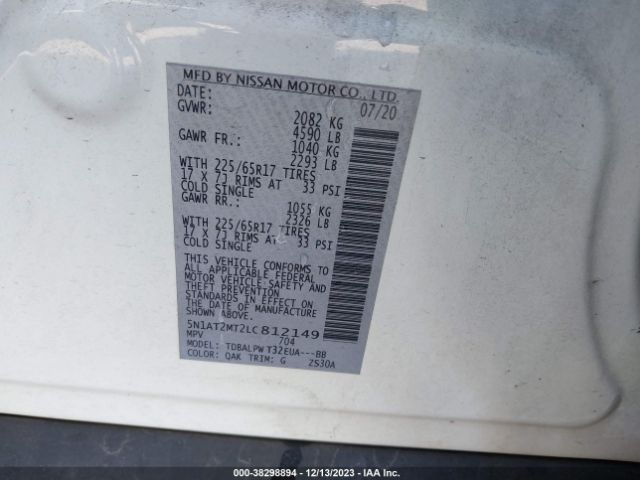 MFD BY NISSAN MOTOR CO., LTD.
DATE: 07/20
GVWR: 2082 KG
4590 LB
GAWR FR.: 1040 KG
2293 LB
WITH 225/65R17 TIRES
17 X 7J RIMS AT 33 PSI
COLD SINGLE
GAWR RR.: 1055 KG
2326 LB
WITH 225/65R17 TIRES
17 X 7J RIMS AT 33 PSI
COLD SINGLE
THIS VEHICLE CONFORMS TO
ALL APPLICABLE FEDERAL
MOTOR VEHICLE SAFETY AND
THEFT PREVENTION
STANDARDS IN EFFECT ON
THE DATE OF MANUFACTURE
SHOWN ABOVE.
5N1AT2MT2LC812149
MPV 704
MODEL: TDBALPW T32EUA---BB
COLOR: QAK TRIM: G 2S30A
000-38298894 - 12/13/2023 - IAA Inc.